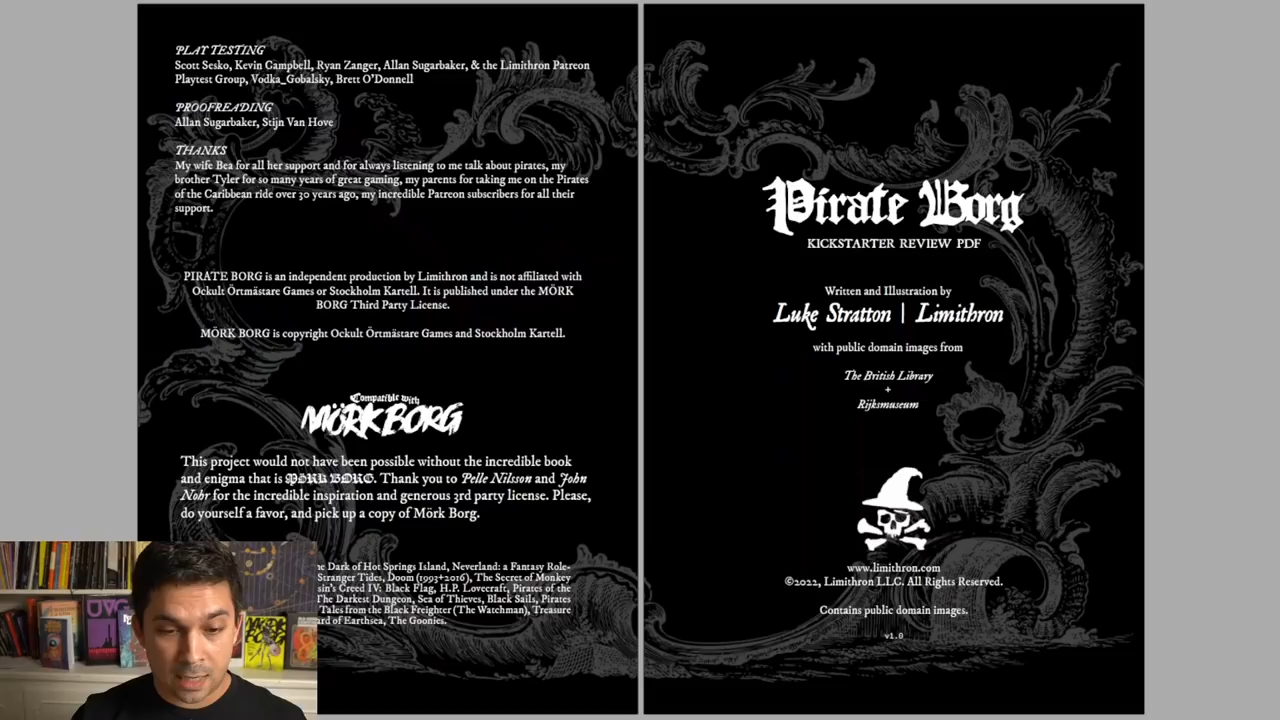 PLAY TESTING
Scott Sesko, Kevin Campbell, Ryan Zanger, Allan Sugarbaker, & the Limithron Patreon
Playtest Group, Vodka_Gobalsky, Brett O'Donnell
PROOFREADING
Allan Sugarbaker, Stijn Van Hove
THANKS
My wife Bea for all her support and for always listening to me talk about pirates, my
brother Tyler for so many years of great gaming, my parents for taking me on the Pirates
of the Caribbean ride over 30 years ago, my incredible Patreon subscribers for all their
support.
PIRATE BORG is an independent production by Limithron and is not affiliated with
Ockult Örtmästare Games or Stockholm Kartell. It is published under the MÖRK
BORG Third Party License.
MÖRK BORG is copyright Ockult Örtmästare Games and Stockholm Kartell.
Compatible with
MÖRK BORG
This project would not have been possible without the incredible book
and enigma that is MÖRK BORG. Thank you to Pelle Nilsson and John
Nohr for the incredible inspiration and generous 3rd party license. Please,
do yourself a favor, and pick up a copy of Mörk Borg.
Dark of Hot Springs Island, Neverland: a Fantasy Role-
Stranger Tides, Doom (1993+2016), The Secret of Monkey
Creed IV: Black Flag, H.P. Lovecraft, Pirates of the
The Darkest Dungeon, Sea of Thieves, Black Sails, Pirates
Tales from the Black Freighter (The Watchman), Treasure
of Earthsea, The Goonies.
Pirate Borg
KICKSTARTER REVIEW PDF
Written and Illustration by
Luke Stratton | Limithron
with public domain images from
The British Library
+
Rijksmuseum
www.limithron.com
©2022, Limithron L.L.C. All Rights Reserved.
Contains public domain images.
v1.0
UVG
MÖRK BORG